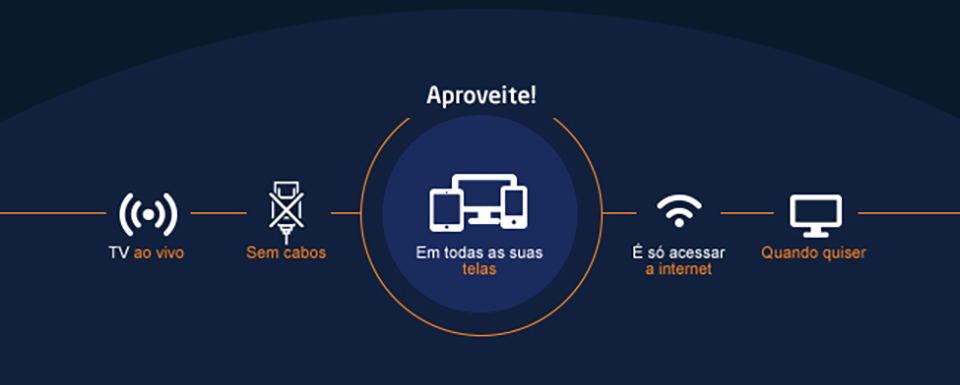 Aproveite!
TV ao vivo
Sem cabos
Em todas as suas
telas
É só acessar
a internet
Quando quiser